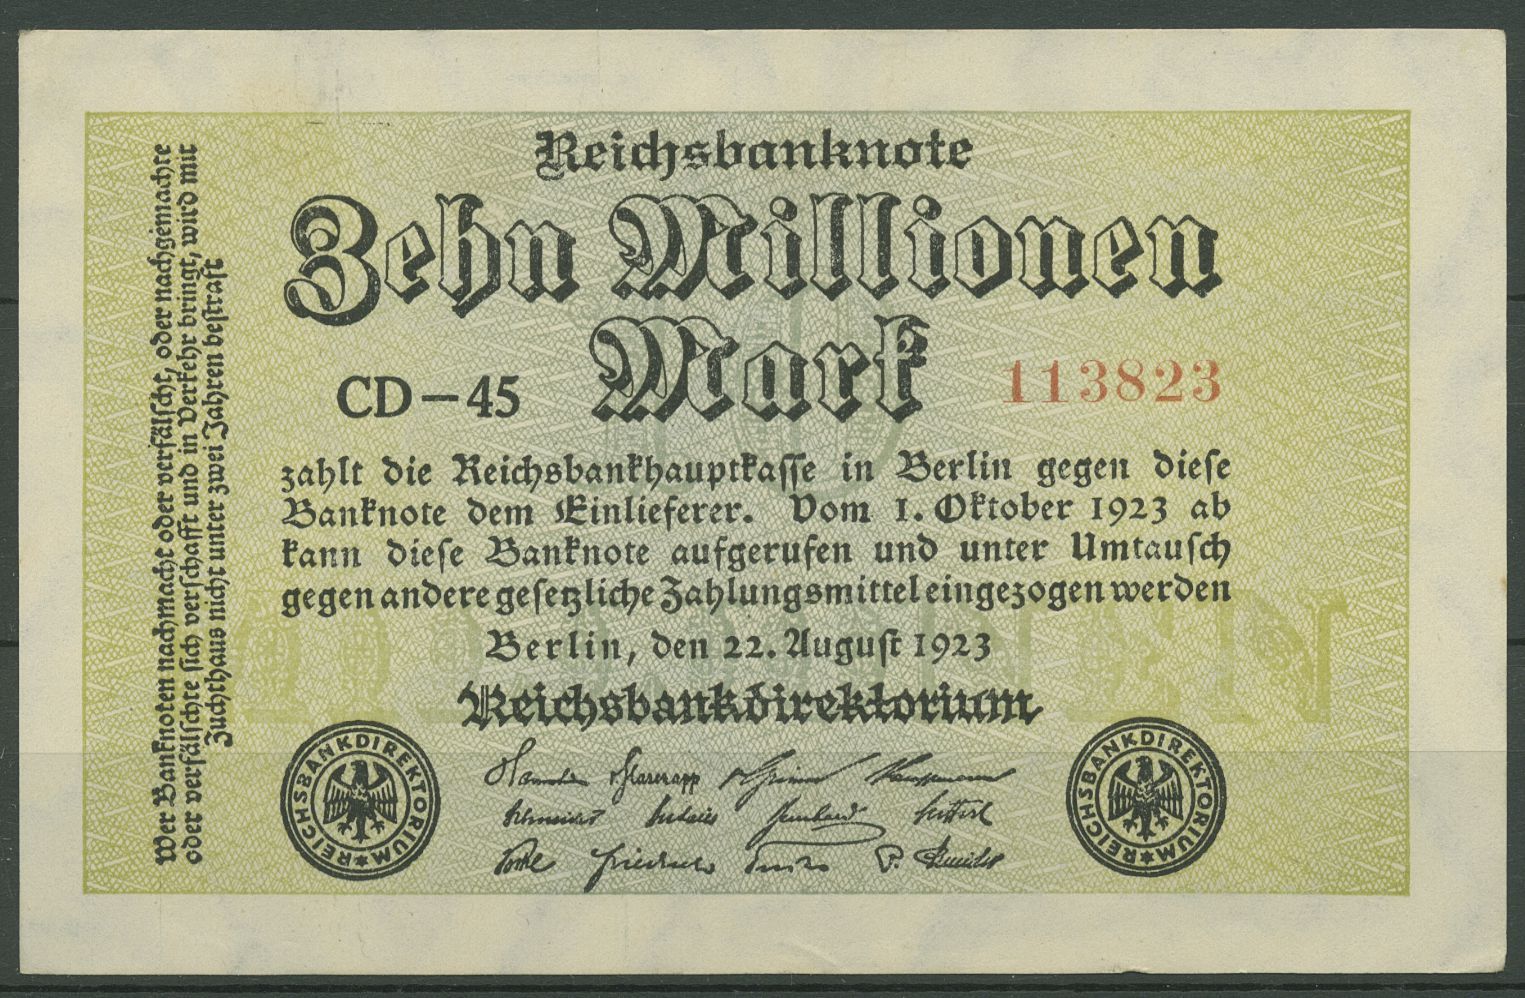 Reichsbanknote
Zehn Millionen
Mark
CD-45
113823
zahlt die Reichsbankhauptkasse in Berlin gegen diese
Banknote dem Einlieferer. Vom 1. Oktober 1923 ab
kann diese Banknote aufgerufen und unter Umtausch
gegen andere gesetzliche Zahlungsmittel eingezogen werden
Berlin, den 22. August 1923
Reichsbankdirektorium
REICHSBANKDIREKTORIUM
REICHSBANKDIREKTORIUM
Wer Banknoten nachmacht oder verfälscht, oder nachgemachte
oder verfälschte sich verschafft und in Verkehr bringt, wird mit
Zuchthaus nicht unter zwei Jahren bestraft